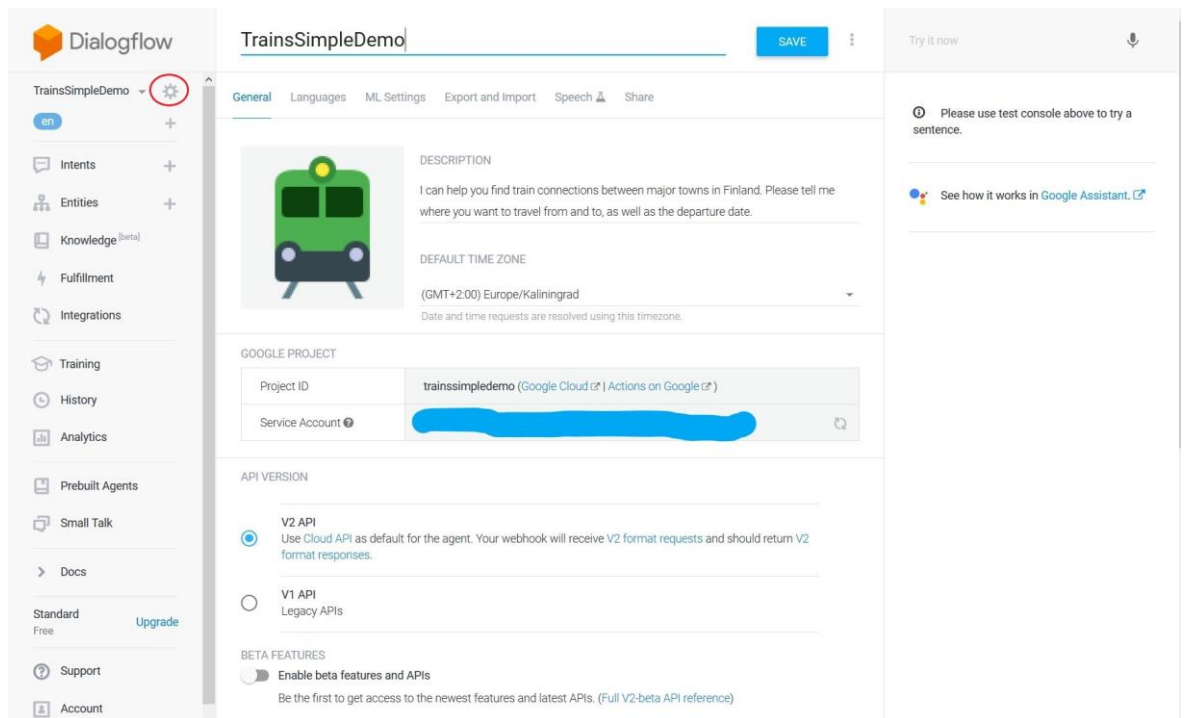 Dialogflow
TrainsSimpleDemo
en
Intents
Entities
Knowledge [beta]
Fulfillment
Integrations
Training
History
Analytics
Prebuilt Agents
Small Talk
Docs
Standard
Free
Upgrade
Support
Account
TrainsSimpleDemo
SAVE
General Languages ML Settings Export and Import Speech Share
DESCRIPTION
I can help you find train connections between major towns in Finland. Please tell me
where you want to travel from and to, as well as the departure date.
DEFAULT TIME ZONE
(GMT+2:00) Europe/Kaliningrad
Date and time requests are resolved using this timezone.
GOOGLE PROJECT
Project ID
trainssimpledemo (Google Cloud | Actions on Google )
Service Account
API VERSION
V2 API
Use Cloud API as default for the agent. Your webhook will receive V2 format requests and should return V2
format responses.
V1 API
Legacy APIs
BETA FEATURES
Enable beta features and APIs
Be the first to get access to the newest features and latest APIs. (Full V2-beta API reference)
Try it now
Please use test console above to try a
sentence.
See how it works in Google Assistant.